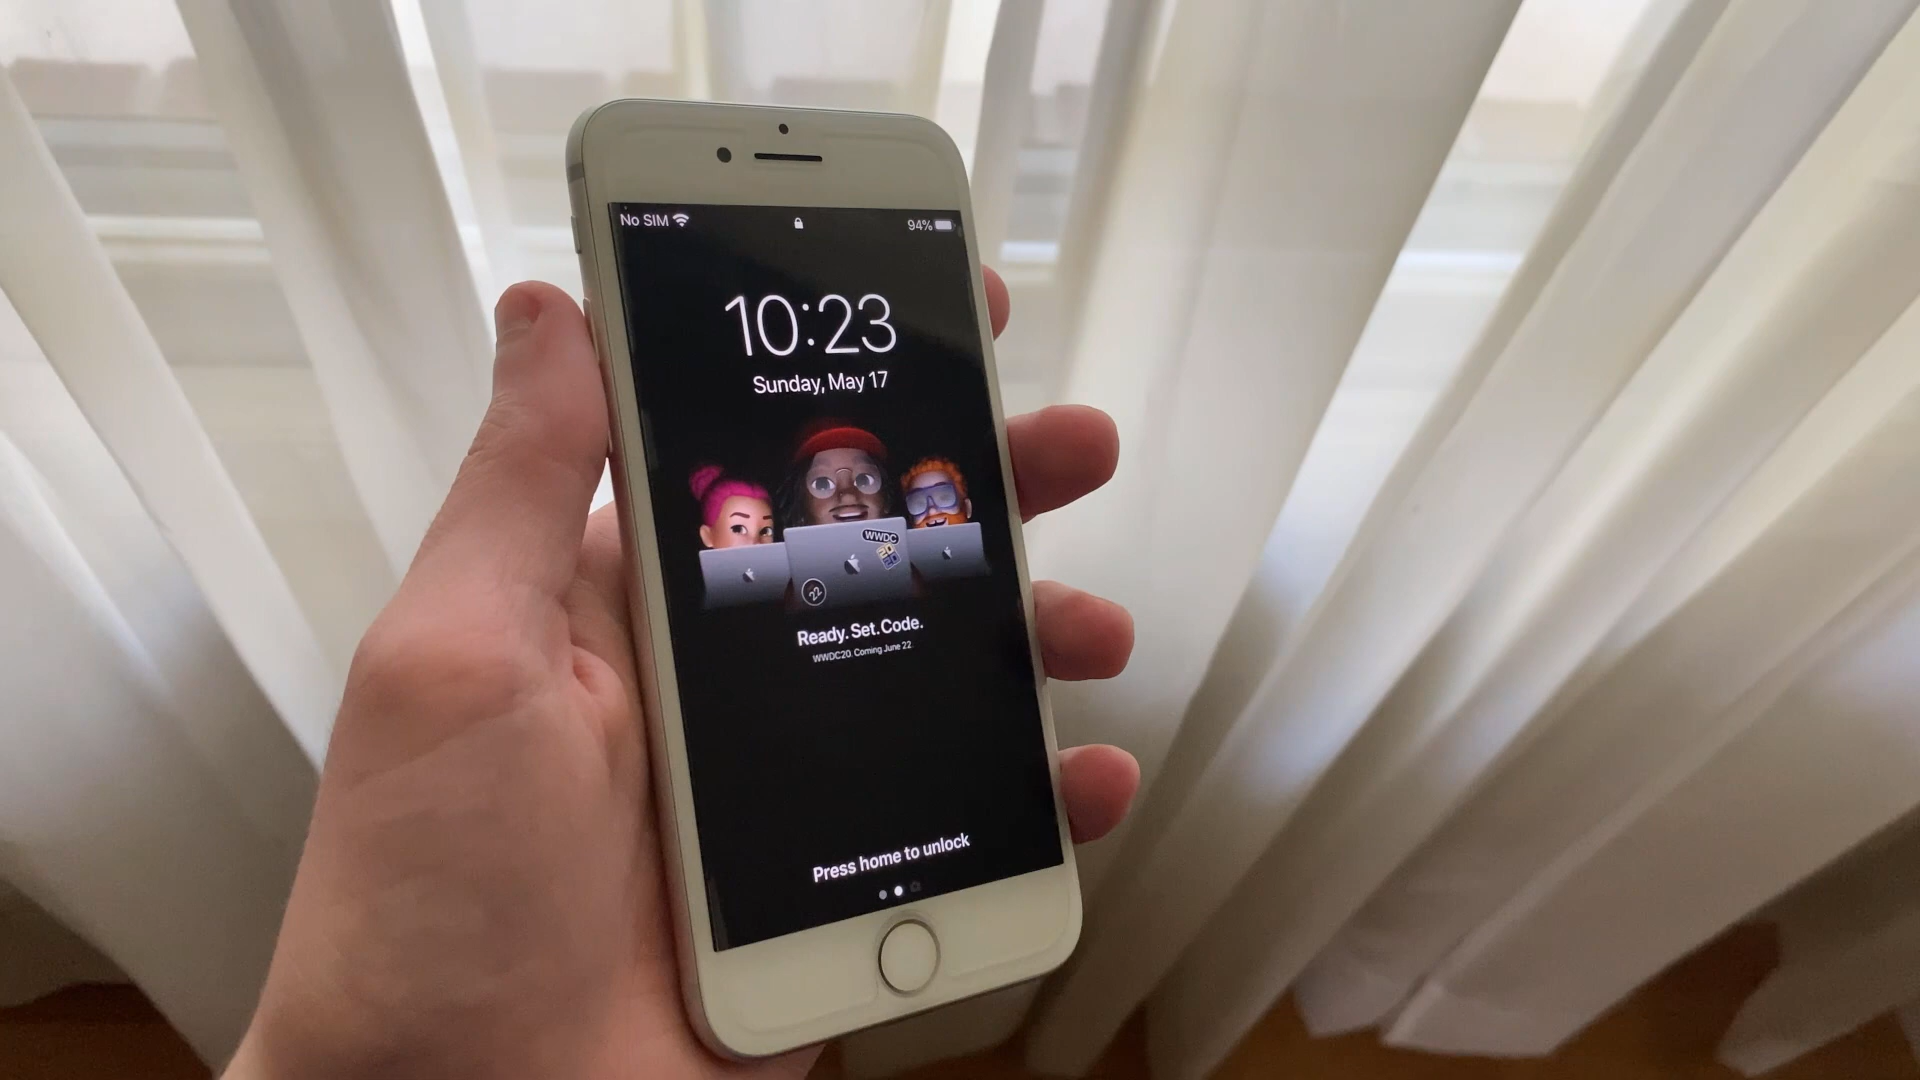 No SIM 94%
10:23
Sunday, May 17
WWDC
20
20
22
Ready. Set. Code.
WWDC20. Coming June 22.
Press home to unlock